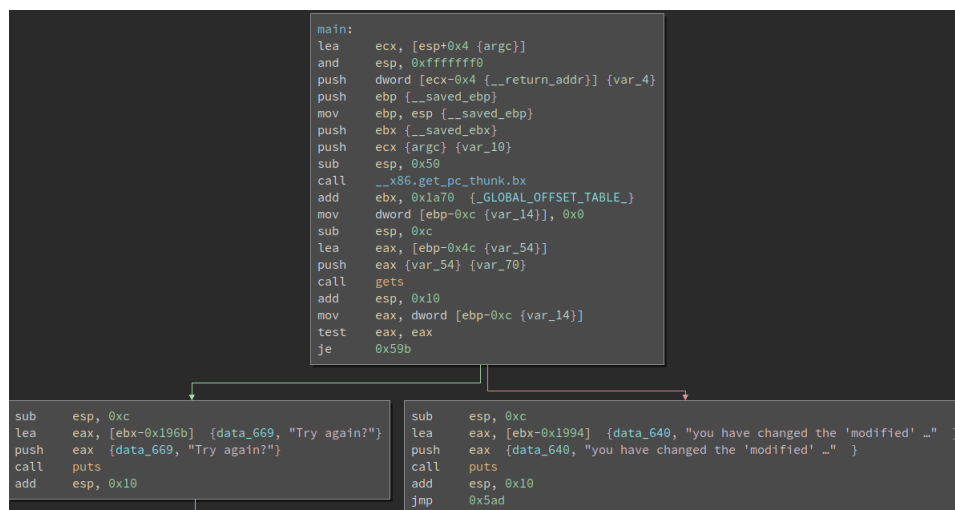 main:
lea ecx, [esp+0x4 {argc}]
and esp, 0xfffffff0
push dword [ecx-0x4 {__return_addr}] {var_4}
push ebp {__saved_ebp}
mov ebp, esp {__saved_ebp}
push ebx {__saved_ebx}
push ecx {argc} {var_10}
sub esp, 0x50
call __x86.get_pc_thunk.bx
add ebx, 0x1a70 {_GLOBAL_OFFSET_TABLE_}
mov dword [ebp-0xc {var_14}], 0x0
sub esp, 0xc
lea eax, [ebp-0x4c {var_54}]
push eax {var_54} {var_70}
call gets
add esp, 0x10
mov eax, dword [ebp-0xc {var_14}]
test eax, eax
je 0x59b
sub esp, 0xc
lea eax, [ebx-0x196b] {data_669, "Try again?"}
push eax {data_669, "Try again?"}
call puts
add esp, 0x10
sub esp, 0xc
lea eax, [ebx-0x1994] {data_640, "you have changed the 'modified' …" }
push eax {data_640, "you have changed the 'modified' …" }
call puts
add esp, 0x10
jmp 0x5ad